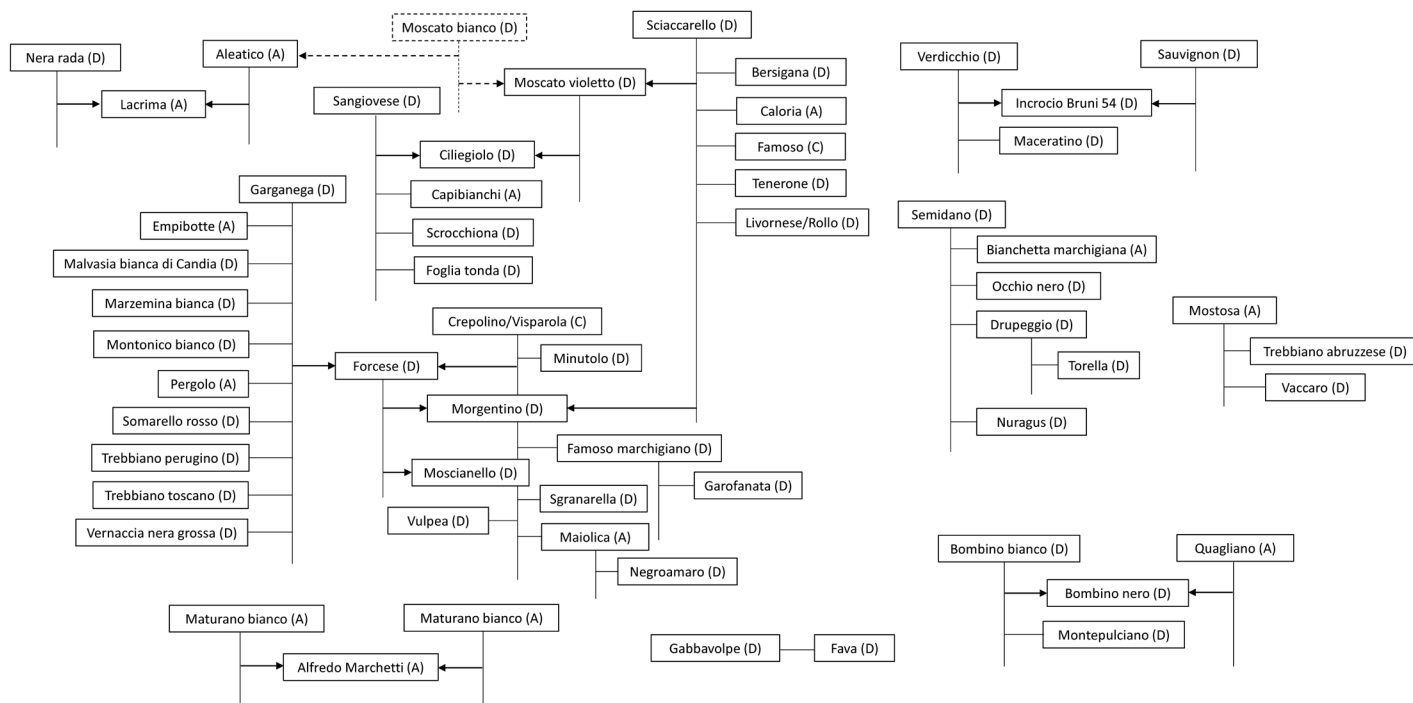 Moscato bianco (D)
Sciaccarello (D)
Nera rada (D)
Aleatico (A)
Verdicchio (D)
Sauvignon (D)
Bersigana (D)
Moscato violetto (D)
Lacrima (A)
Sangiovese (D)
Incrocio Bruni 54 (D)
Caloria (A)
Maceratino (D)
Famoso (C)
Ciliegiolo (D)
Tenerone (D)
Garganega (D)
Capibianchi (A)
Semidano (D)
Livornese/Rollo (D)
Empibotte (A)
Scrocchiona (D)
Bianchetta marchigiana (A)
Malvasia bianca di Candia (D)
Foglia tonda (D)
Occhio nero (D)
Marzemina bianca (D)
Mostosa (A)
Crepolino/Visparola (C)
Drupeggio (D)
Montonico bianco (D)
Minutolo (D)
Trebbiano abruzzese (D)
Forcese (D)
Torella (D)
Pergolo (A)
Vaccaro (D)
Morgentino (D)
Somarello rosso (D)
Nuragus (D)
Famoso marchigiano (D)
Trebbiano perugino (D)
Moscianello (D)
Garofanata (D)
Trebbiano toscano (D)
Sgranarella (D)
Vulpea (D)
Vernaccia nera grossa (D)
Maiolica (A)
Bombino bianco (D)
Quagliano (A)
Negroamaro (D)
Bombino nero (D)
Maturano bianco (A)
Maturano bianco (A)
Montepulciano (D)
Gabbavolpe (D)
Fava (D)
Alfredo Marchetti (A)